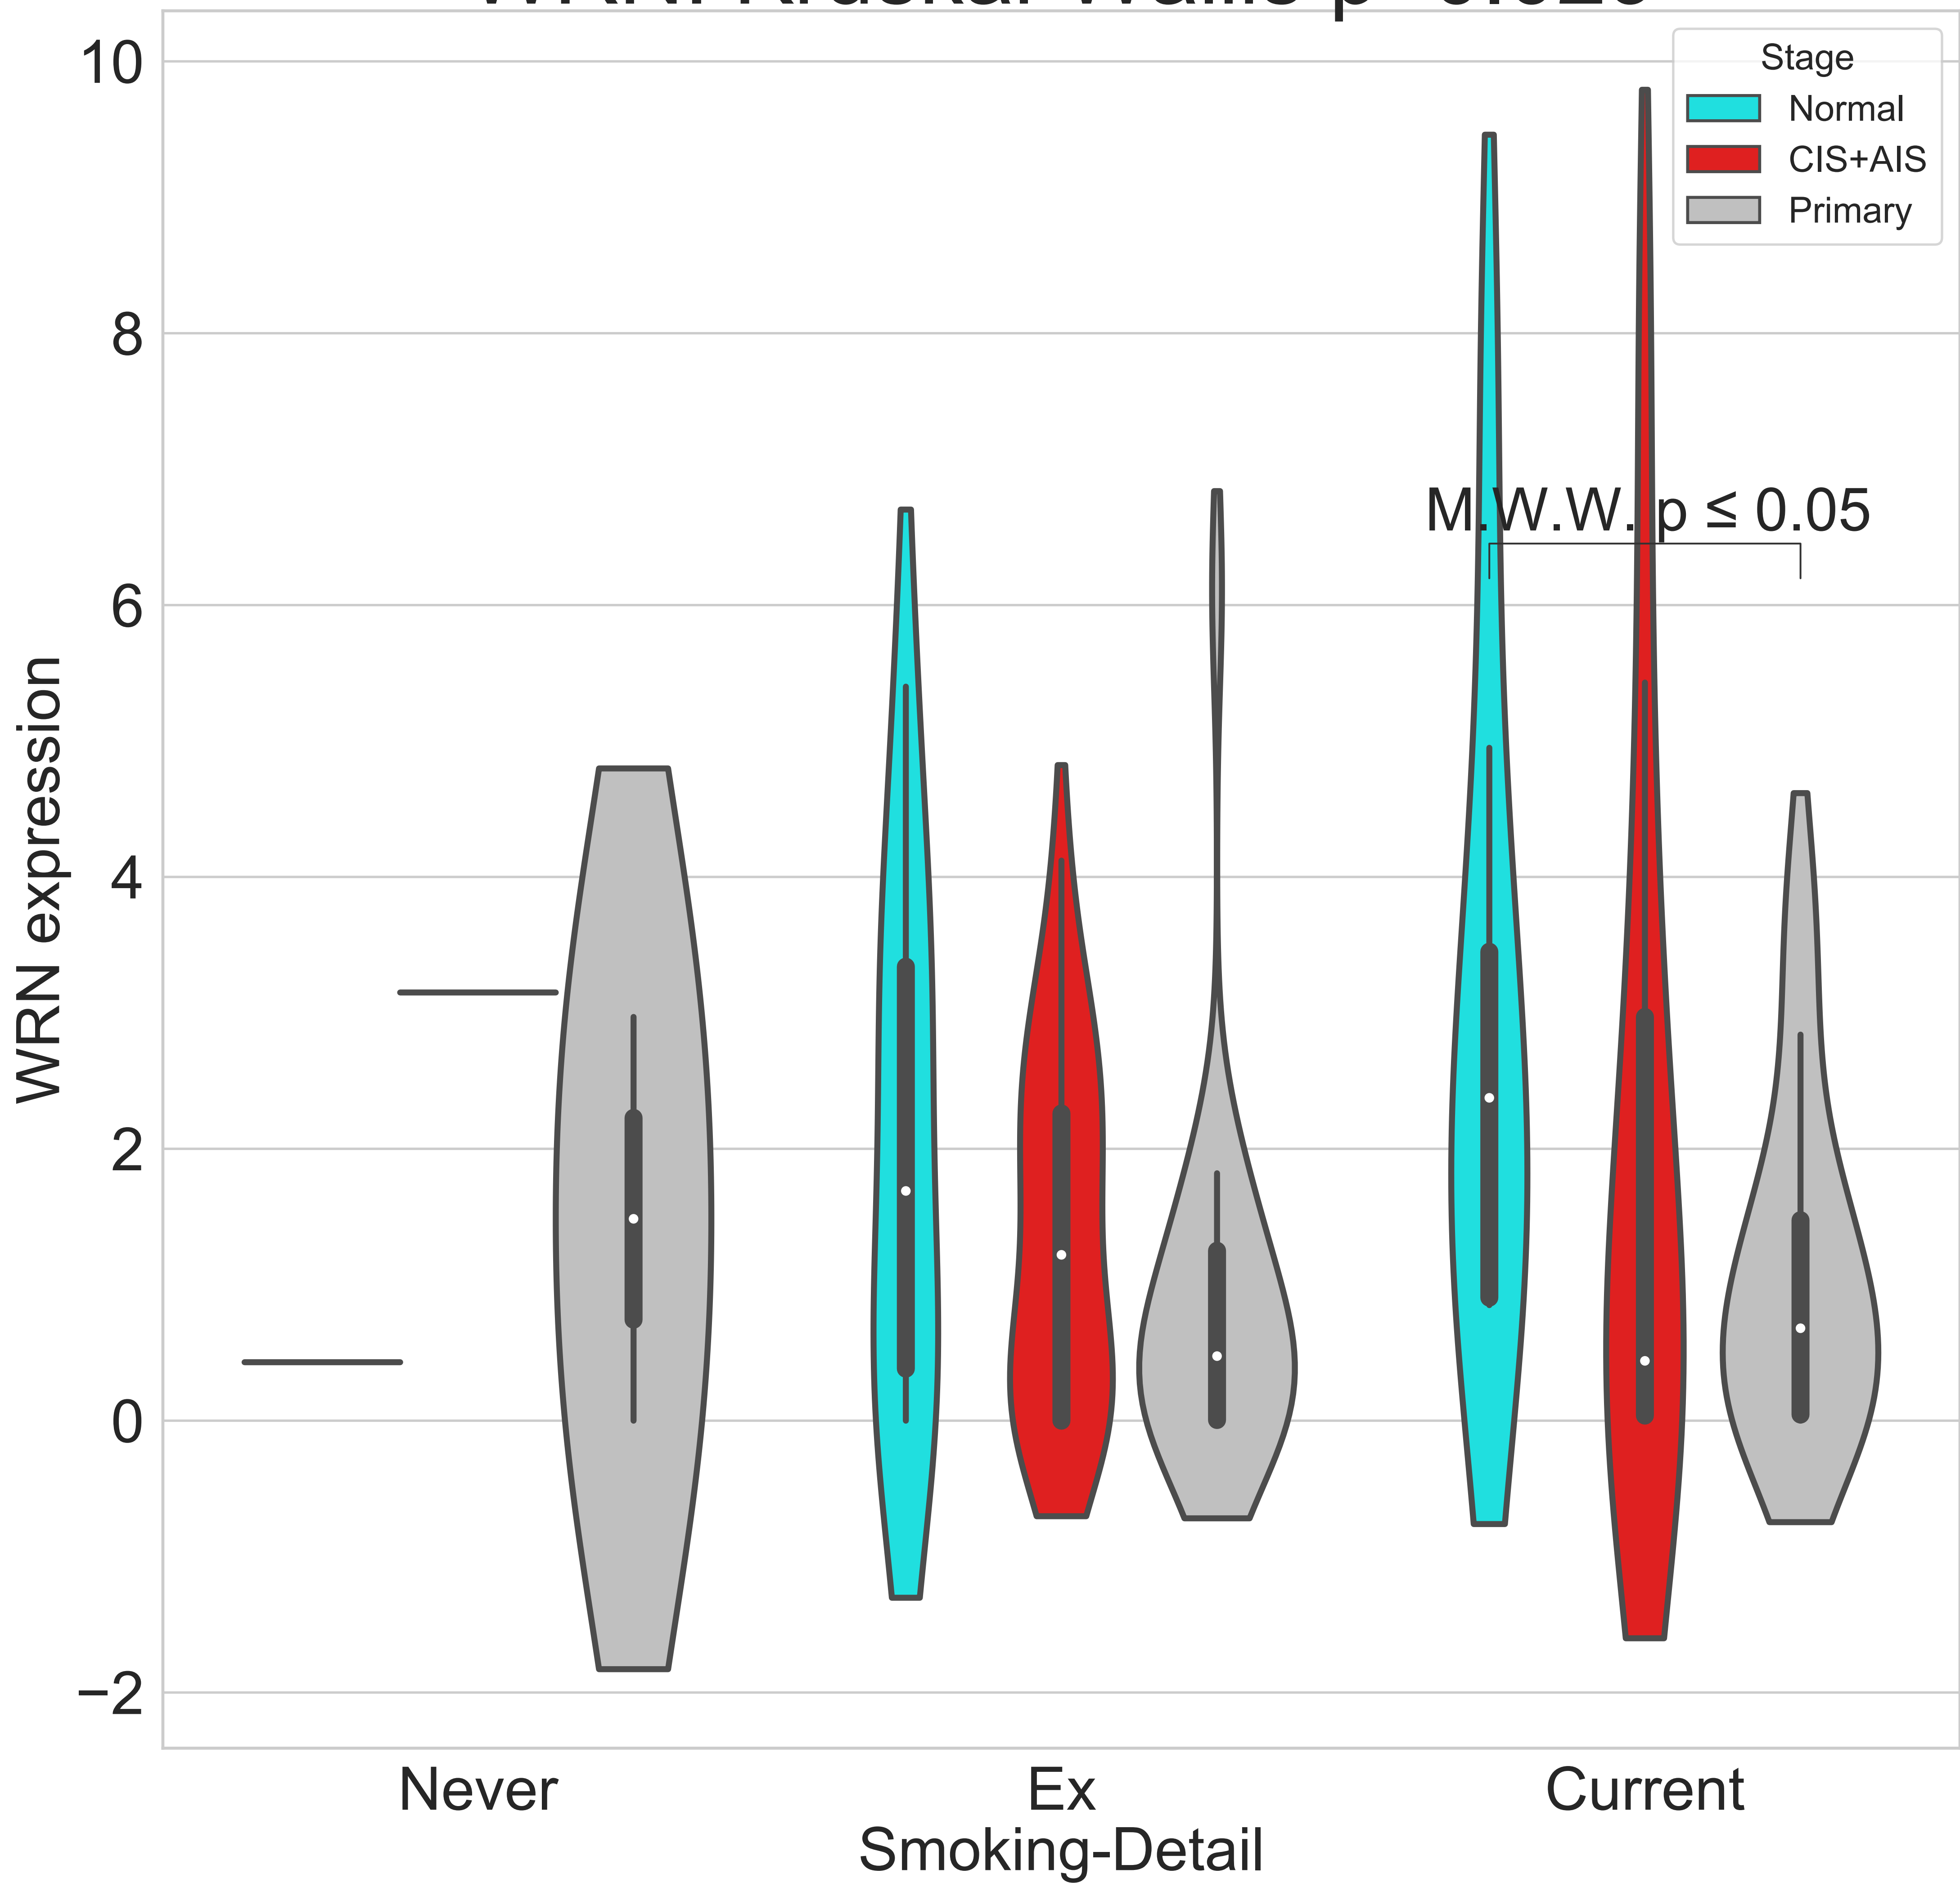 10
8
6
4
2
0
−2
WRN expression
Stage
Normal
CIS+AIS
Primary
M.W.W. p ≤ 0.05
Never
Ex
Current
Smoking-Detail